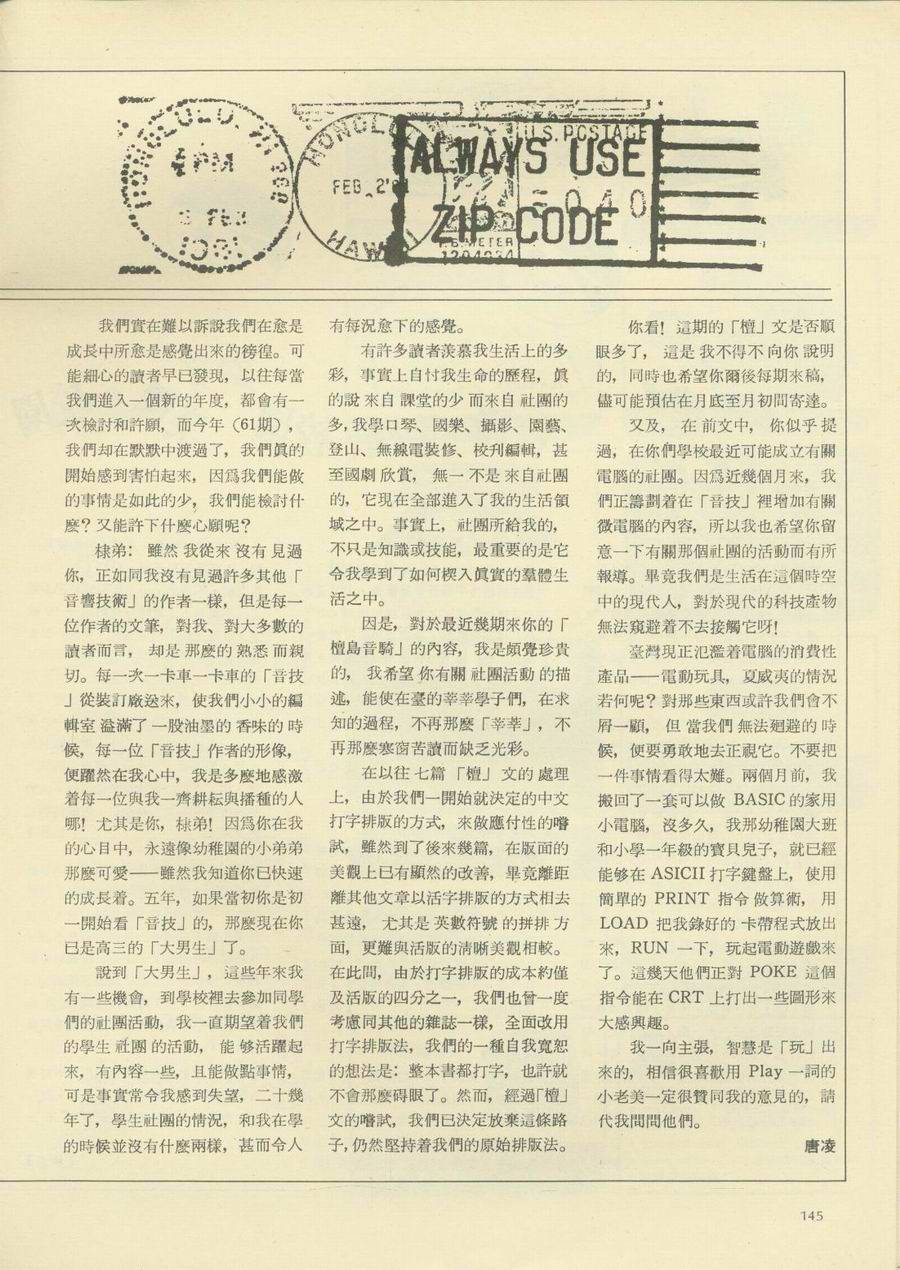 HONOLULU, HI 968
PM
FEB
1981
HONOLULU
FEB. 2'81
HAWAII
U.S. POSTAGE
ALWAYS USE
ZIP CODE
= 0 4 0
P.B. METER
我們實在難以訴說我們在愈是
成長中所愈是感覺出來的徬徨。可
能細心的讀者早已發現，以往每當
我們進入一個新的年度，都會有一
次檢討和許願，而今年（61期），
我們却在默默中渡過了，我們眞的
開始感到害怕起來，因爲我們能做
的事情是如此的少，我們能檢討什
麽？又能許下什麽心願呢？
棣弟：雖然我從來沒有見過
你，正如同我沒有見過許多其他「
音響技術」的作者一樣，但是每一
位作者的文筆，對我、對大多數的
讀者而言，却是那麽的熟悉而親
切。每一次一卡車一卡車的「音技
」從裝訂廠送來，使我們小小的編
輯室溢滿了一股油墨的香味的時
候，每一位「音技」作者的形像，
便躍然在我心中，我是多麽地感激
着每一位與我一齊耕耘與播種的人
哪！尤其是你，棣弟！因爲你在我
的心目中，永遠像幼稚園的小弟弟
那麽可愛——雖然我知道你已快速
的成長着。五年，如果當初你是初
一開始看「音技」的，那麽現在你
已是高三的「大男生」了。
說到「大男生」，這些年來我
有一些機會，到學校裡去參加同學
們的社團活動，我一直期望着我們
的學生社團的活動，能够活躍起
來，有內容一些，且能做點事情，
可是事實常令我感到失望，二十幾
年了，學生社團的情況，和我在學
的時候並沒有什麽兩樣，甚而令人
有每況愈下的感覺。
有許多讀者羨慕我生活上的多
彩，事實上自忖我生命的歷程，眞
的說來自課堂的少而來自社團的
多，我學口琴、國樂、攝影、園藝、
登山、無線電裝修、校刋編輯，甚
至國劇欣賞，無一不是來自社團
的，它現在全部進入了我的生活領
域之中。事實上，社團所給我的，
不只是知識或技能，最重要的是它
令我學到了如何楔入眞實的羣體生
活之中。
因是，對於最近幾期來你的「
檀島音騎」的內容，我是頗覺珍貴
的，我希望你有關社團活動的描
述，能使在臺的莘莘學子們，在求
知的過程，不再那麽「莘莘」，不
再那麽寒窗苦讀而缺乏光彩。
在以往七篇「檀」文的處理
上，由於我們一開始就決定的中文
打字排版的方式，來做應付性的嚐
試，雖然到了後來幾篇，在版面的
美觀上已有顯然的改善，畢竟離距
離其他文章以活字排版的方式相去
甚遠，尤其是英數符號的拼排方
面，更難與活版的淸晰美觀相較。
在此間，由於打字排版的成本約僅
及活版的四分之一，我們也曾一度
考慮同其他的雜誌一樣，全面改用
打字排版法，我們的一種自我寬恕
的想法是：整本書都打字，也許就
不會那麽碍眼了。然而，經過「檀」
文的嚐試，我們已決定放棄這條路
子，仍然堅持着我們的原始排版法。
你看！這期的「檀」文是否順
眼多了，這是我不得不向你說明
的，同時也希望你爾後每期來稿，
儘可能預估在月底至月初間寄達。
又及，在前文中，你似乎提
過，在你們學校最近可能成立有關
電腦的社團。因爲近幾個月來，我
們正籌劃着在「音技」裡增加有關
微電腦的內容，所以我也希望你留
意一下有關那個社團的活動而有所
報導。畢竟我們是生活在這個時空
中的現代人，對於現代的科技產物
無法窺避着不去接觸它呀！
臺灣現正氾濫着電腦的消費性
產品——電動玩具，夏威夷的情況
若何呢？對那些東西或許我們會不
屑一顧，但當我們無法廻避的時
候，便要勇敢地去正視它。不要把
一件事情看得太難。兩個月前，我
搬回了一套可以做 BASIC 的家用
小電腦，沒多久，我那幼稚園大班
和小學一年級的寶貝兒子，就已經
能够在 ASICII 打字鍵盤上，使用
簡單的 PRINT 指令做算術，用
LOAD 把我錄好的卡帶程式放出
來，RUN 一下，玩起電動遊戲來
了。這幾天他們正對 POKE 這個
指令能在 CRT 上打出一些圖形來
大感興趣。
我一向主張，智慧是「玩」出
來的，相信很喜歡用 Play 一詞的
小老美一定很贊同我的意見的，請
代我問問他們。
唐凌
145